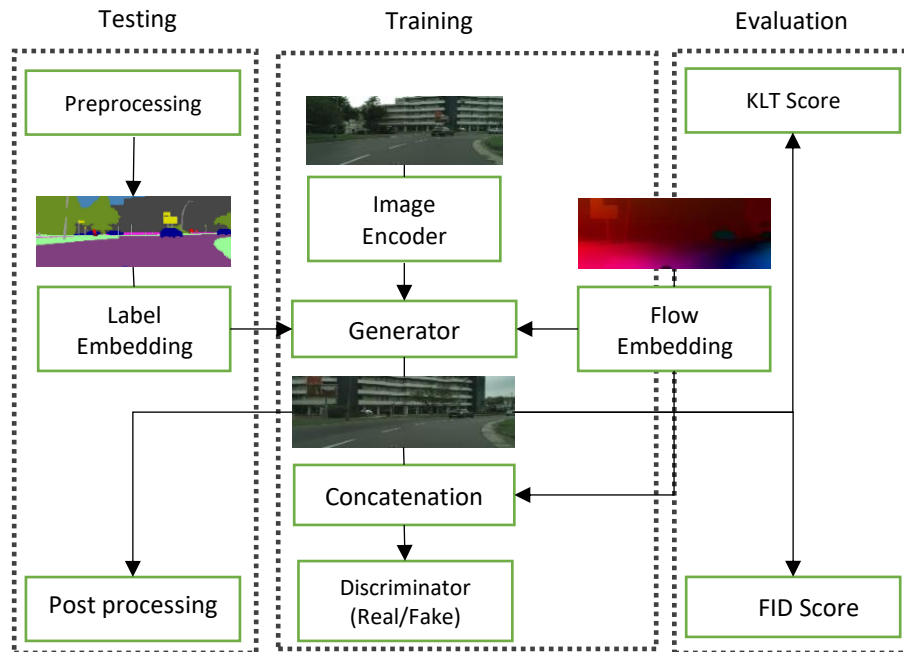 Testing
Training
Evaluation
Preprocessing
KLT Score
Image
Encoder
Label
Embedding
Generator
Flow
Embedding
Concatenation
Post processing
Discriminator
(Real/Fake)
FID Score